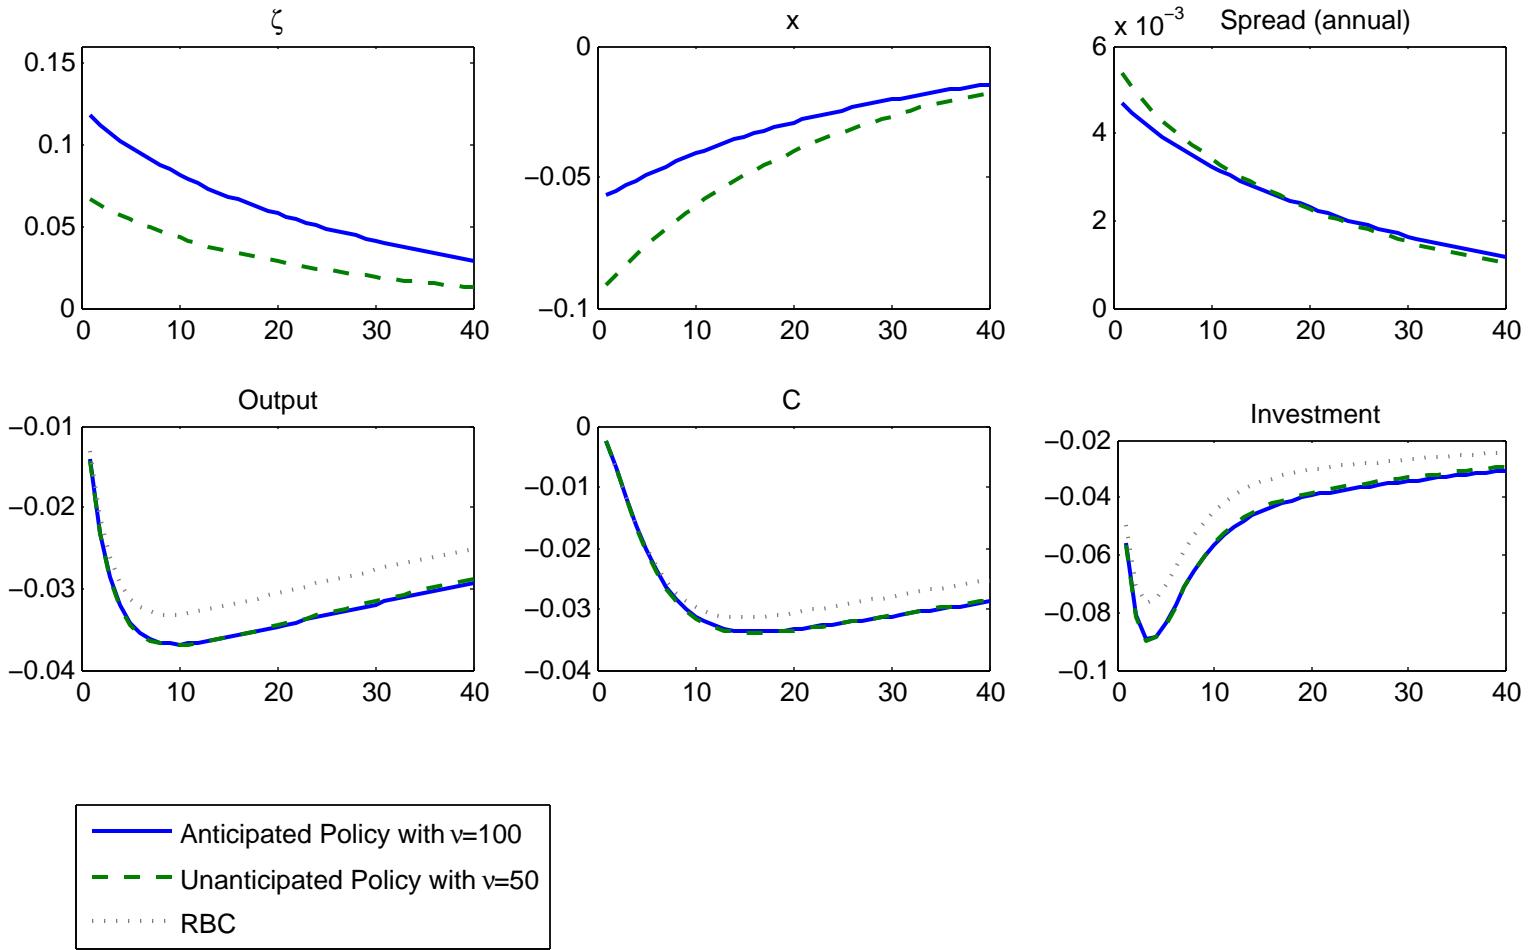 ζ
0.15
0.1
0.05
0
0 10 20 30 40
x
0
−0.05
−0.1
0 10 20 30 40
Spread (annual)
x 10−3
6
4
2
0
0 10 20 30 40
Output
−0.01
−0.02
−0.03
−0.04
0 10 20 30 40
C
0
−0.01
−0.02
−0.03
−0.04
0 10 20 30 40
Investment
−0.02
−0.04
−0.06
−0.08
−0.1
0 10 20 30 40
Anticipated Policy with ν=100
Unanticipated Policy with ν=50
RBC